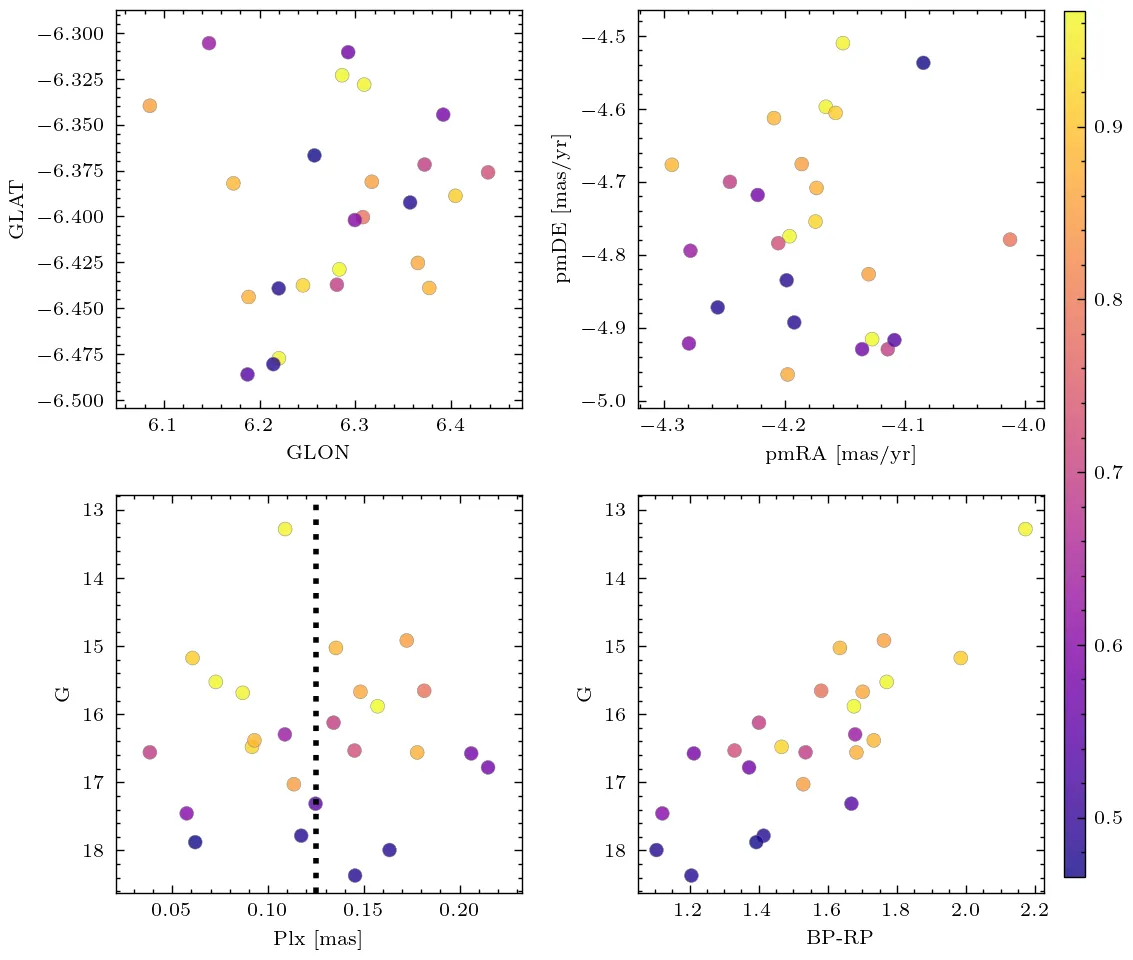 −6.300
−6.325
−6.350
−6.375
−6.400
−6.425
−6.450
−6.475
−6.500
GLAT
6.1 6.2 6.3 6.4
GLON
−4.5
−4.6
−4.7
−4.8
−4.9
−5.0
pmDE [mas/yr]
−4.3 −4.2 −4.1 −4.0
pmRA [mas/yr]
0.9
0.8
0.7
0.6
0.5
13
14
15
16
17
18
G
0.05 0.10 0.15 0.20
Plx [mas]
13
14
15
16
17
18
G
1.2 1.4 1.6 1.8 2.0 2.2
BP-RP